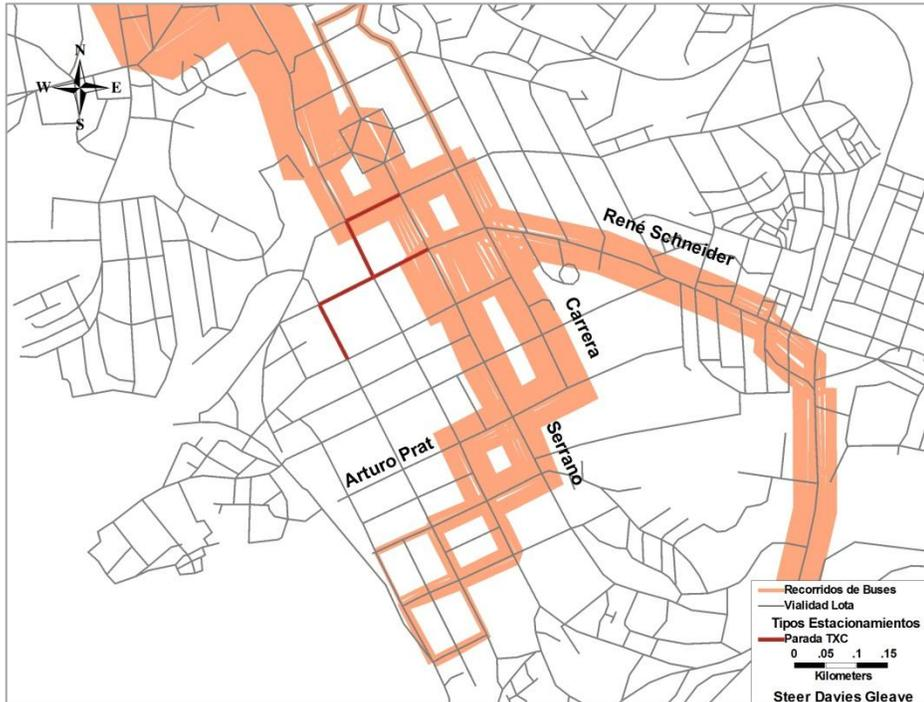 N
W E
S
René Schneider
Carrera
Arturo Prat
Serrano
Recorridos de Buses
Vialidad Lota
Tipos Estacionamientos
Parada TXC
0 .05 .1 .15
Kilometers
Steer Davies Gleave